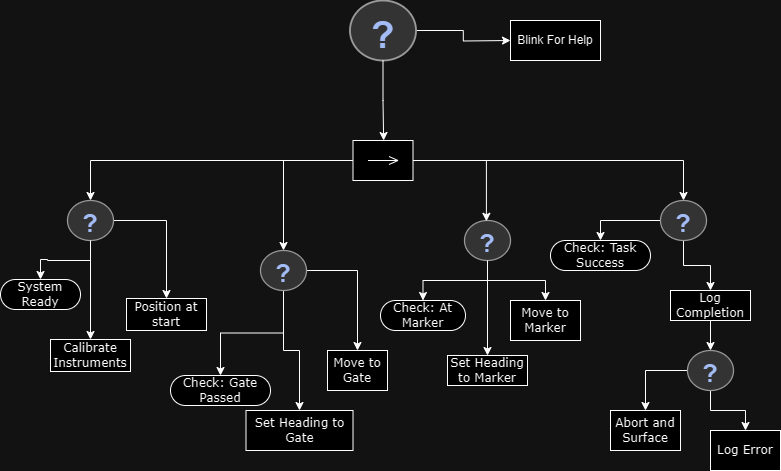 ?
Blink For Help
?
System
Ready
Calibrate
Instruments
Position at
start
?
Check: Gate
Passed
Set Heading to
Gate
Move to
Gate
?
Check: At
Marker
Set Heading
to Marker
Move to
Marker
?
Check: Task
Success
Log
Completion
?
Abort and
Surface
Log Error